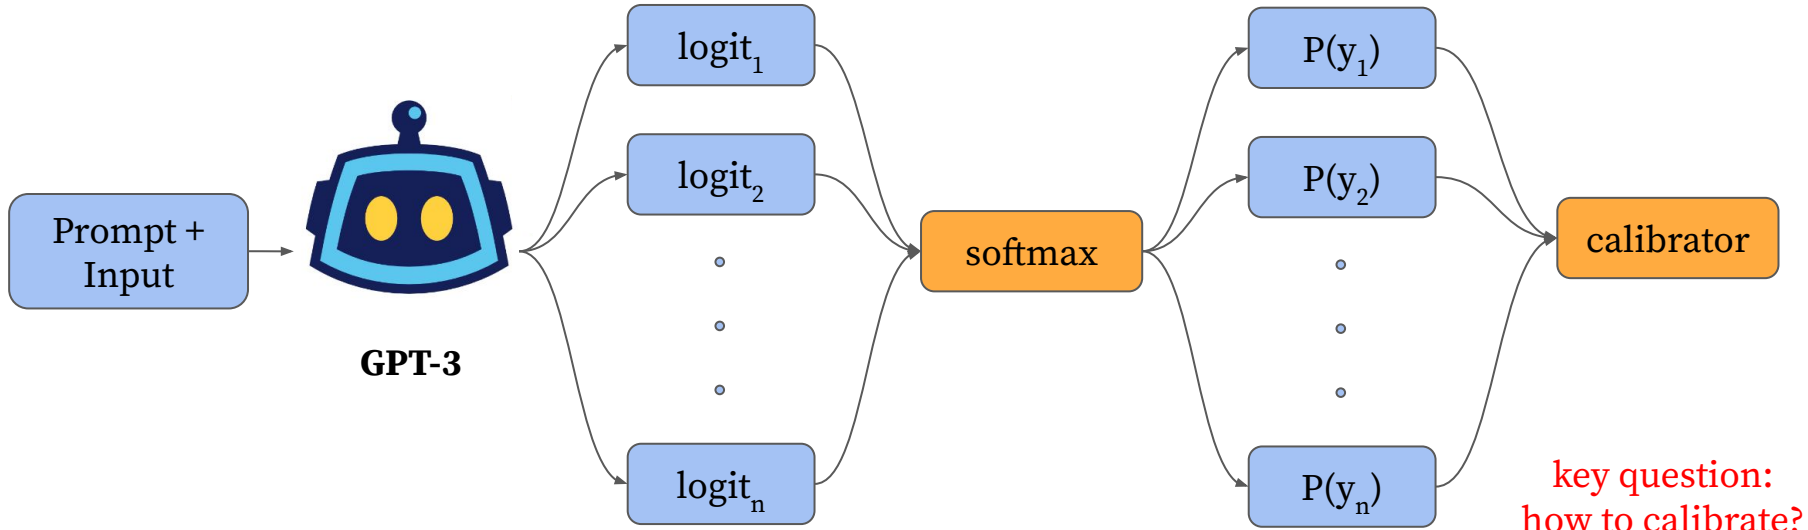 Prompt +
Input
GPT-3
logit₁
logit₂
logitₙ
softmax
P(y₁)
P(y₂)
P(yₙ)
calibrator
key question:
how to calibrate?